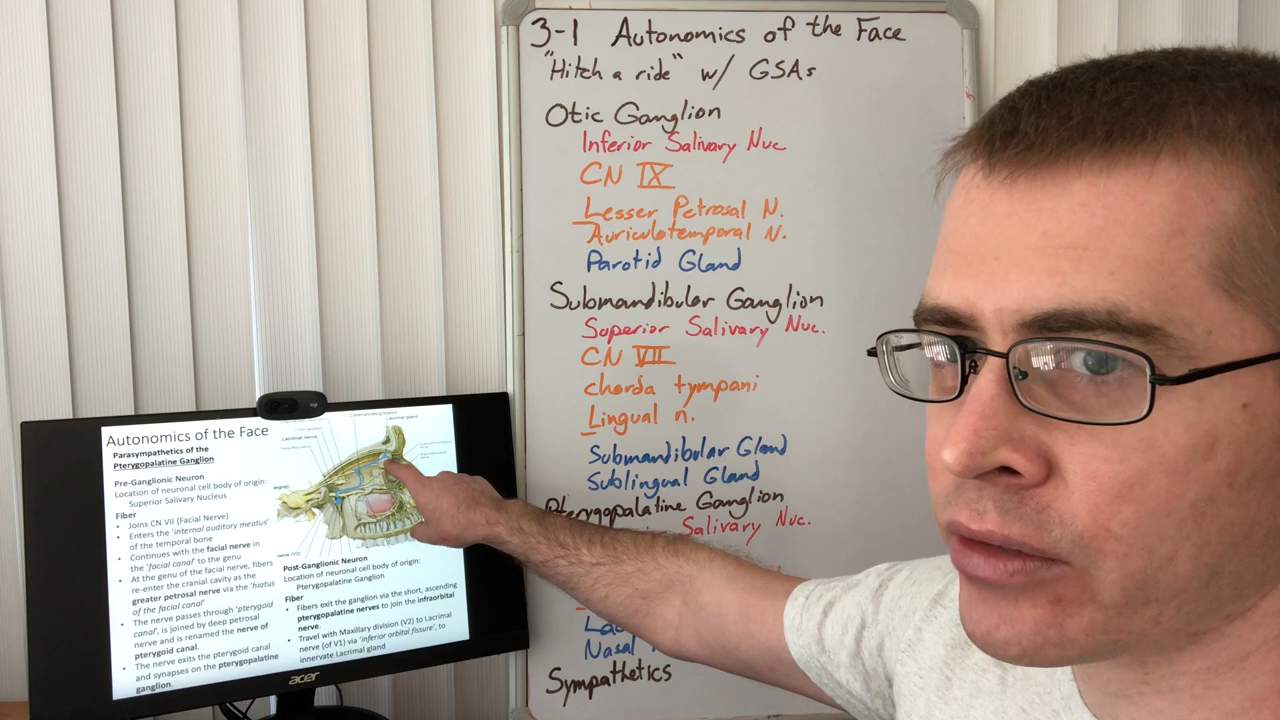 3-1 Autonomics of the Face
"Hitch a ride" w/ GSAs
Otic Ganglion
Inferior Salivary Nuc
CN IX
Lesser Petrosal N.
Auriculotemporal N.
Parotid Gland
Submandibular Ganglion
Superior Salivary Nuc.
CN VII
chorda tympani
Lingual n.
Submandibular Gland
Sublingual Gland
Pterygopalatine Ganglion
Salivary Nuc.
Nasal
Sympathetics
Autonomics of the Face
Parasympathetics of the
Pterygopalatine Ganglion
Pre-Ganglionic Neuron
Location of neuronal cell body of origin:
Superior Salivary Nucleus
Fiber
• Joins CN VII (Facial Nerve)
• Enters the 'internal auditory meatus'
of the temporal bone
• Continues with the facial nerve in
the 'facial canal' to the genu
• At the genu of the facial nerve, fibers
re-enter the cranial cavity as the
greater petrosal nerve via the 'hiatus
of the facial canal'
• The nerve passes through 'pterygoid
canal', is joined by deep petrosal
nerve and is renamed the nerve of
pterygoid canal.
• The nerve exits the pterygoid canal
and synapses on the pterygopalatine
ganglion.
Communicating branch
Lacrimal gland
Lacrimal nerve
nerve (V2)
Post-Ganglionic Neuron
Location of neuronal cell body of origin:
Pterygopalatine Ganglion
Fiber
• Fibers exit the ganglion via the short, ascending
pterygopalatine nerves to join the infraorbital
nerve.
• Travel with Maxillary division (V2) to Lacrimal
nerve (of V1) via 'inferior orbital fissure', to
innervate Lacrimal gland
acer